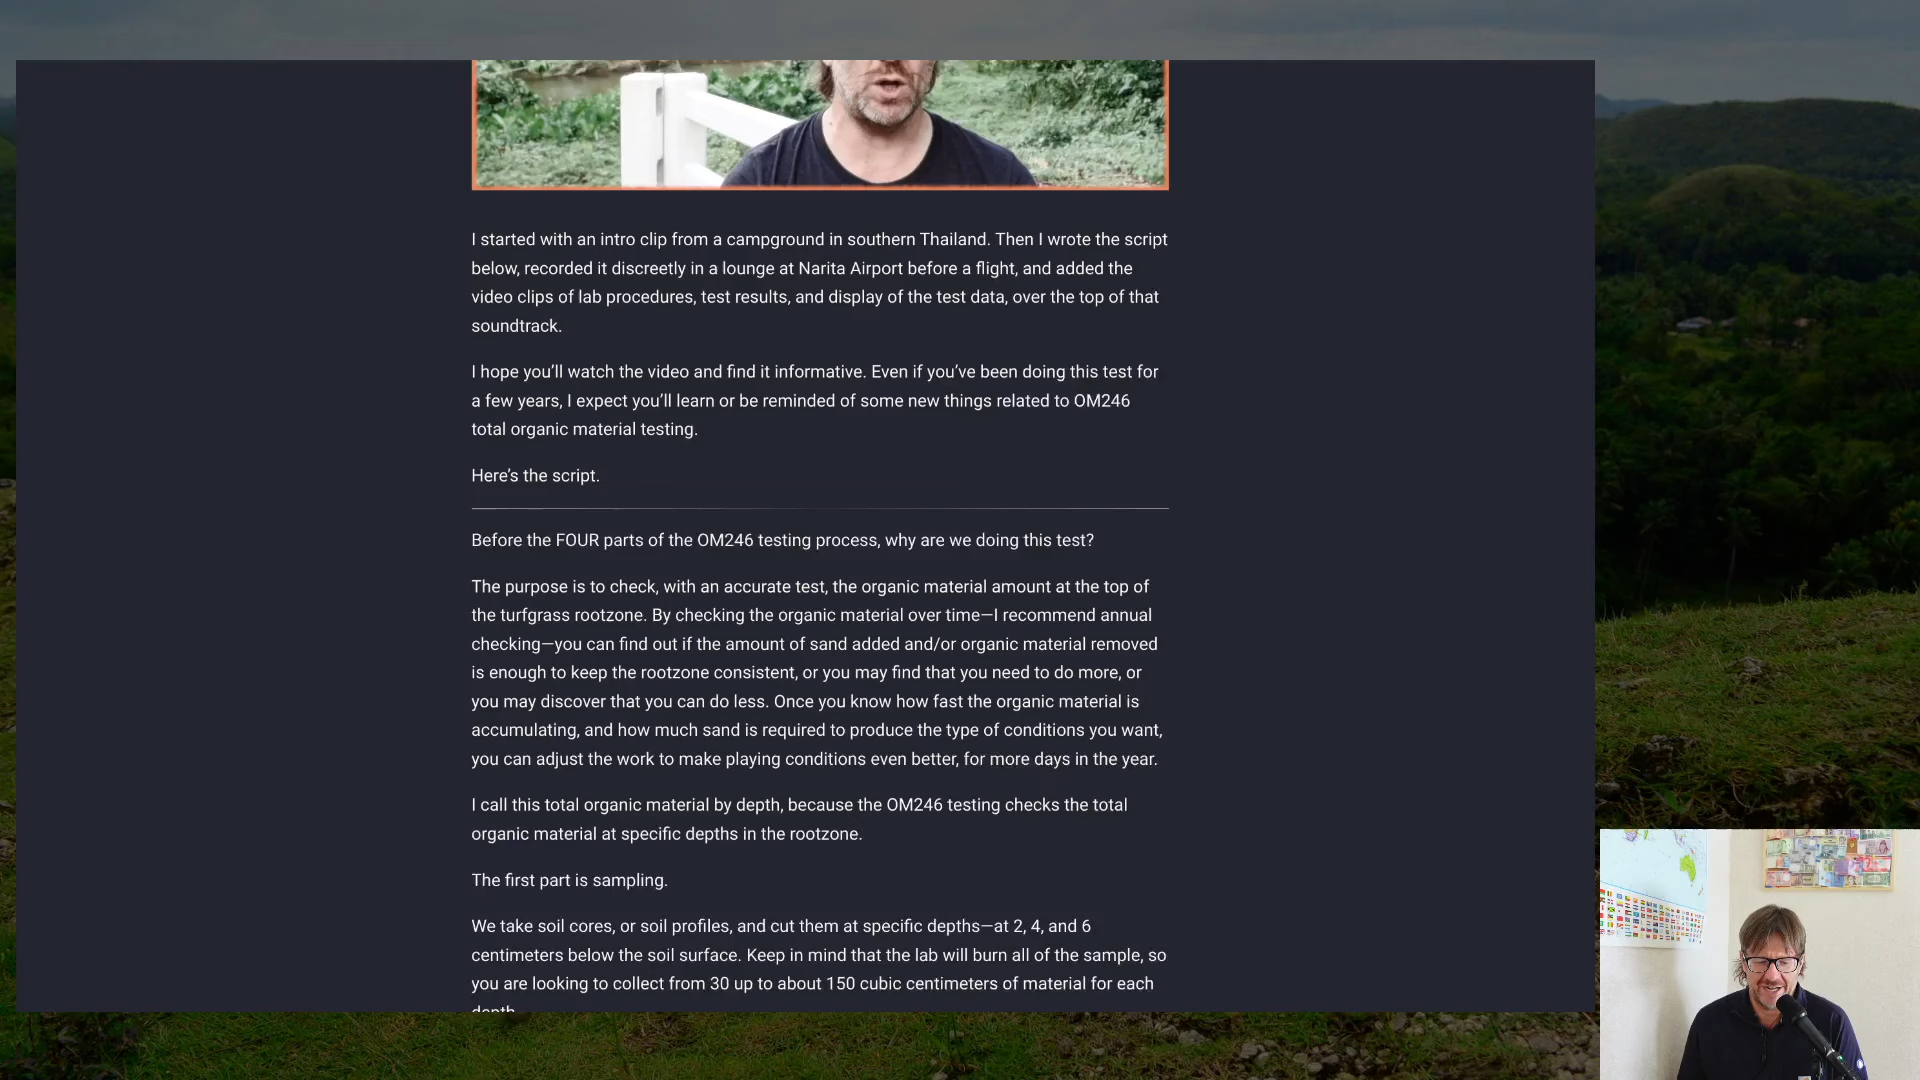 I started with an intro clip from a campground in southern Thailand. Then I wrote the script
below, recorded it discreetly in a lounge at Narita Airport before a flight, and added the
video clips of lab procedures, test results, and display of the test data, over the top of that
soundtrack.
I hope you’ll watch the video and find it informative. Even if you’ve been doing this test for
a few years, I expect you’ll learn or be reminded of some new things related to OM246
total organic material testing.
Here’s the script.
Before the FOUR parts of the OM246 testing process, why are we doing this test?
The purpose is to check, with an accurate test, the organic material amount at the top of
the turfgrass rootzone. By checking the organic material over time—I recommend annual
checking—you can find out if the amount of sand added and/or organic material removed
is enough to keep the rootzone consistent, or you may find that you need to do more, or
you may discover that you can do less. Once you know how fast the organic material is
accumulating, and how much sand is required to produce the type of conditions you want,
you can adjust the work to make playing conditions even better, for more days in the year.
I call this total organic material by depth, because the OM246 testing checks the total
organic material at specific depths in the rootzone.
The first part is sampling.
We take soil cores, or soil profiles, and cut them at specific depths—at 2, 4, and 6
centimeters below the soil surface. Keep in mind that the lab will burn all of the sample, so
you are looking to collect from 30 up to about 150 cubic centimeters of material for each
depth.